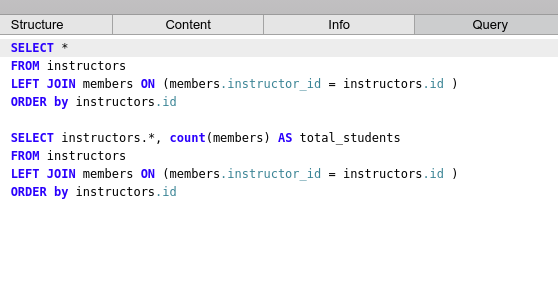 Structure Content Info Query
SELECT *
FROM instructors
LEFT JOIN members ON (members.instructor_id = instructors.id )
ORDER by instructors.id
SELECT instructors.*, count(members) AS total_students
FROM instructors
LEFT JOIN members ON (members.instructor_id = instructors.id )
ORDER by instructors.id